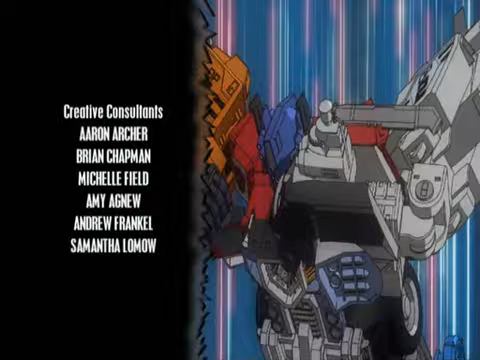 Creative Consultants
AARON ARCHER
BRIAN CHAPMAN
MICHELLE FIELD
AMY AGNEW
ANDREW FRANKEL
SAMANTHA LOMOW